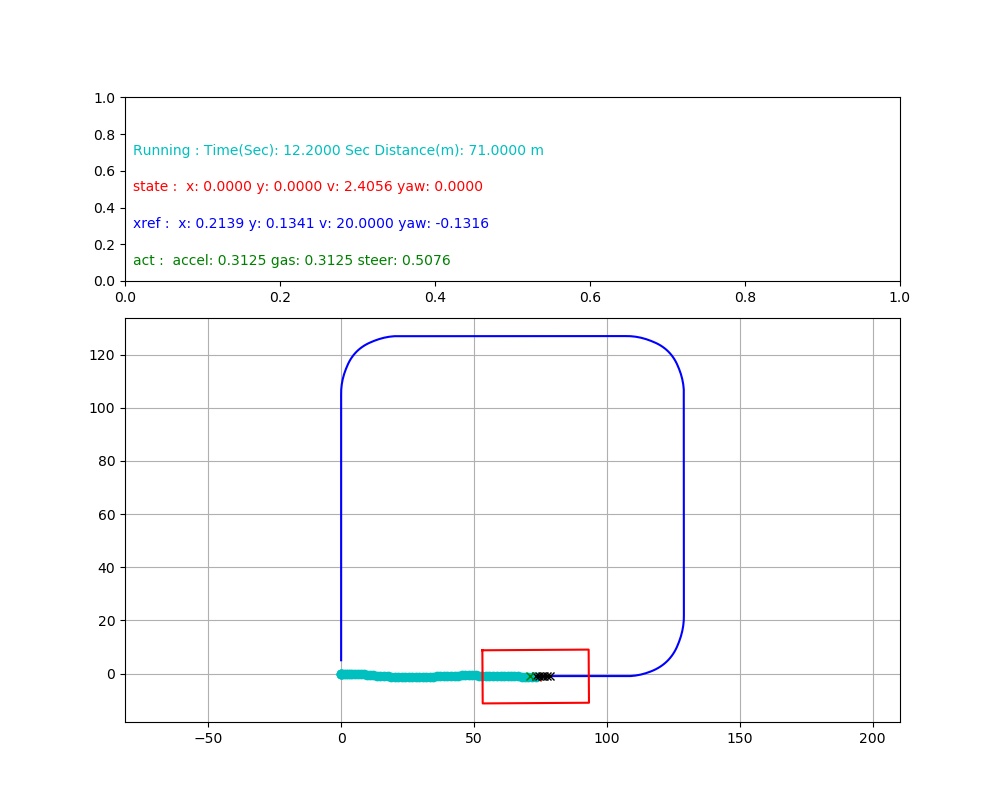 1.0
0.8
Running : Time(Sec): 12.2000 Sec Distance(m): 71.0000 m
0.6
state :  x: 0.0000 y: 0.0000 v: 2.4056 yaw: 0.0000
0.4
xref :  x: 0.2139 y: 0.1341 v: 20.0000 yaw: -0.1316
0.2
act :  accel: 0.3125 gas: 0.3125 steer: 0.5076
0.0
0.0 0.2 0.4 0.6 0.8 1.0
120
100
80
60
40
20
0
−50 0 50 100 150 200